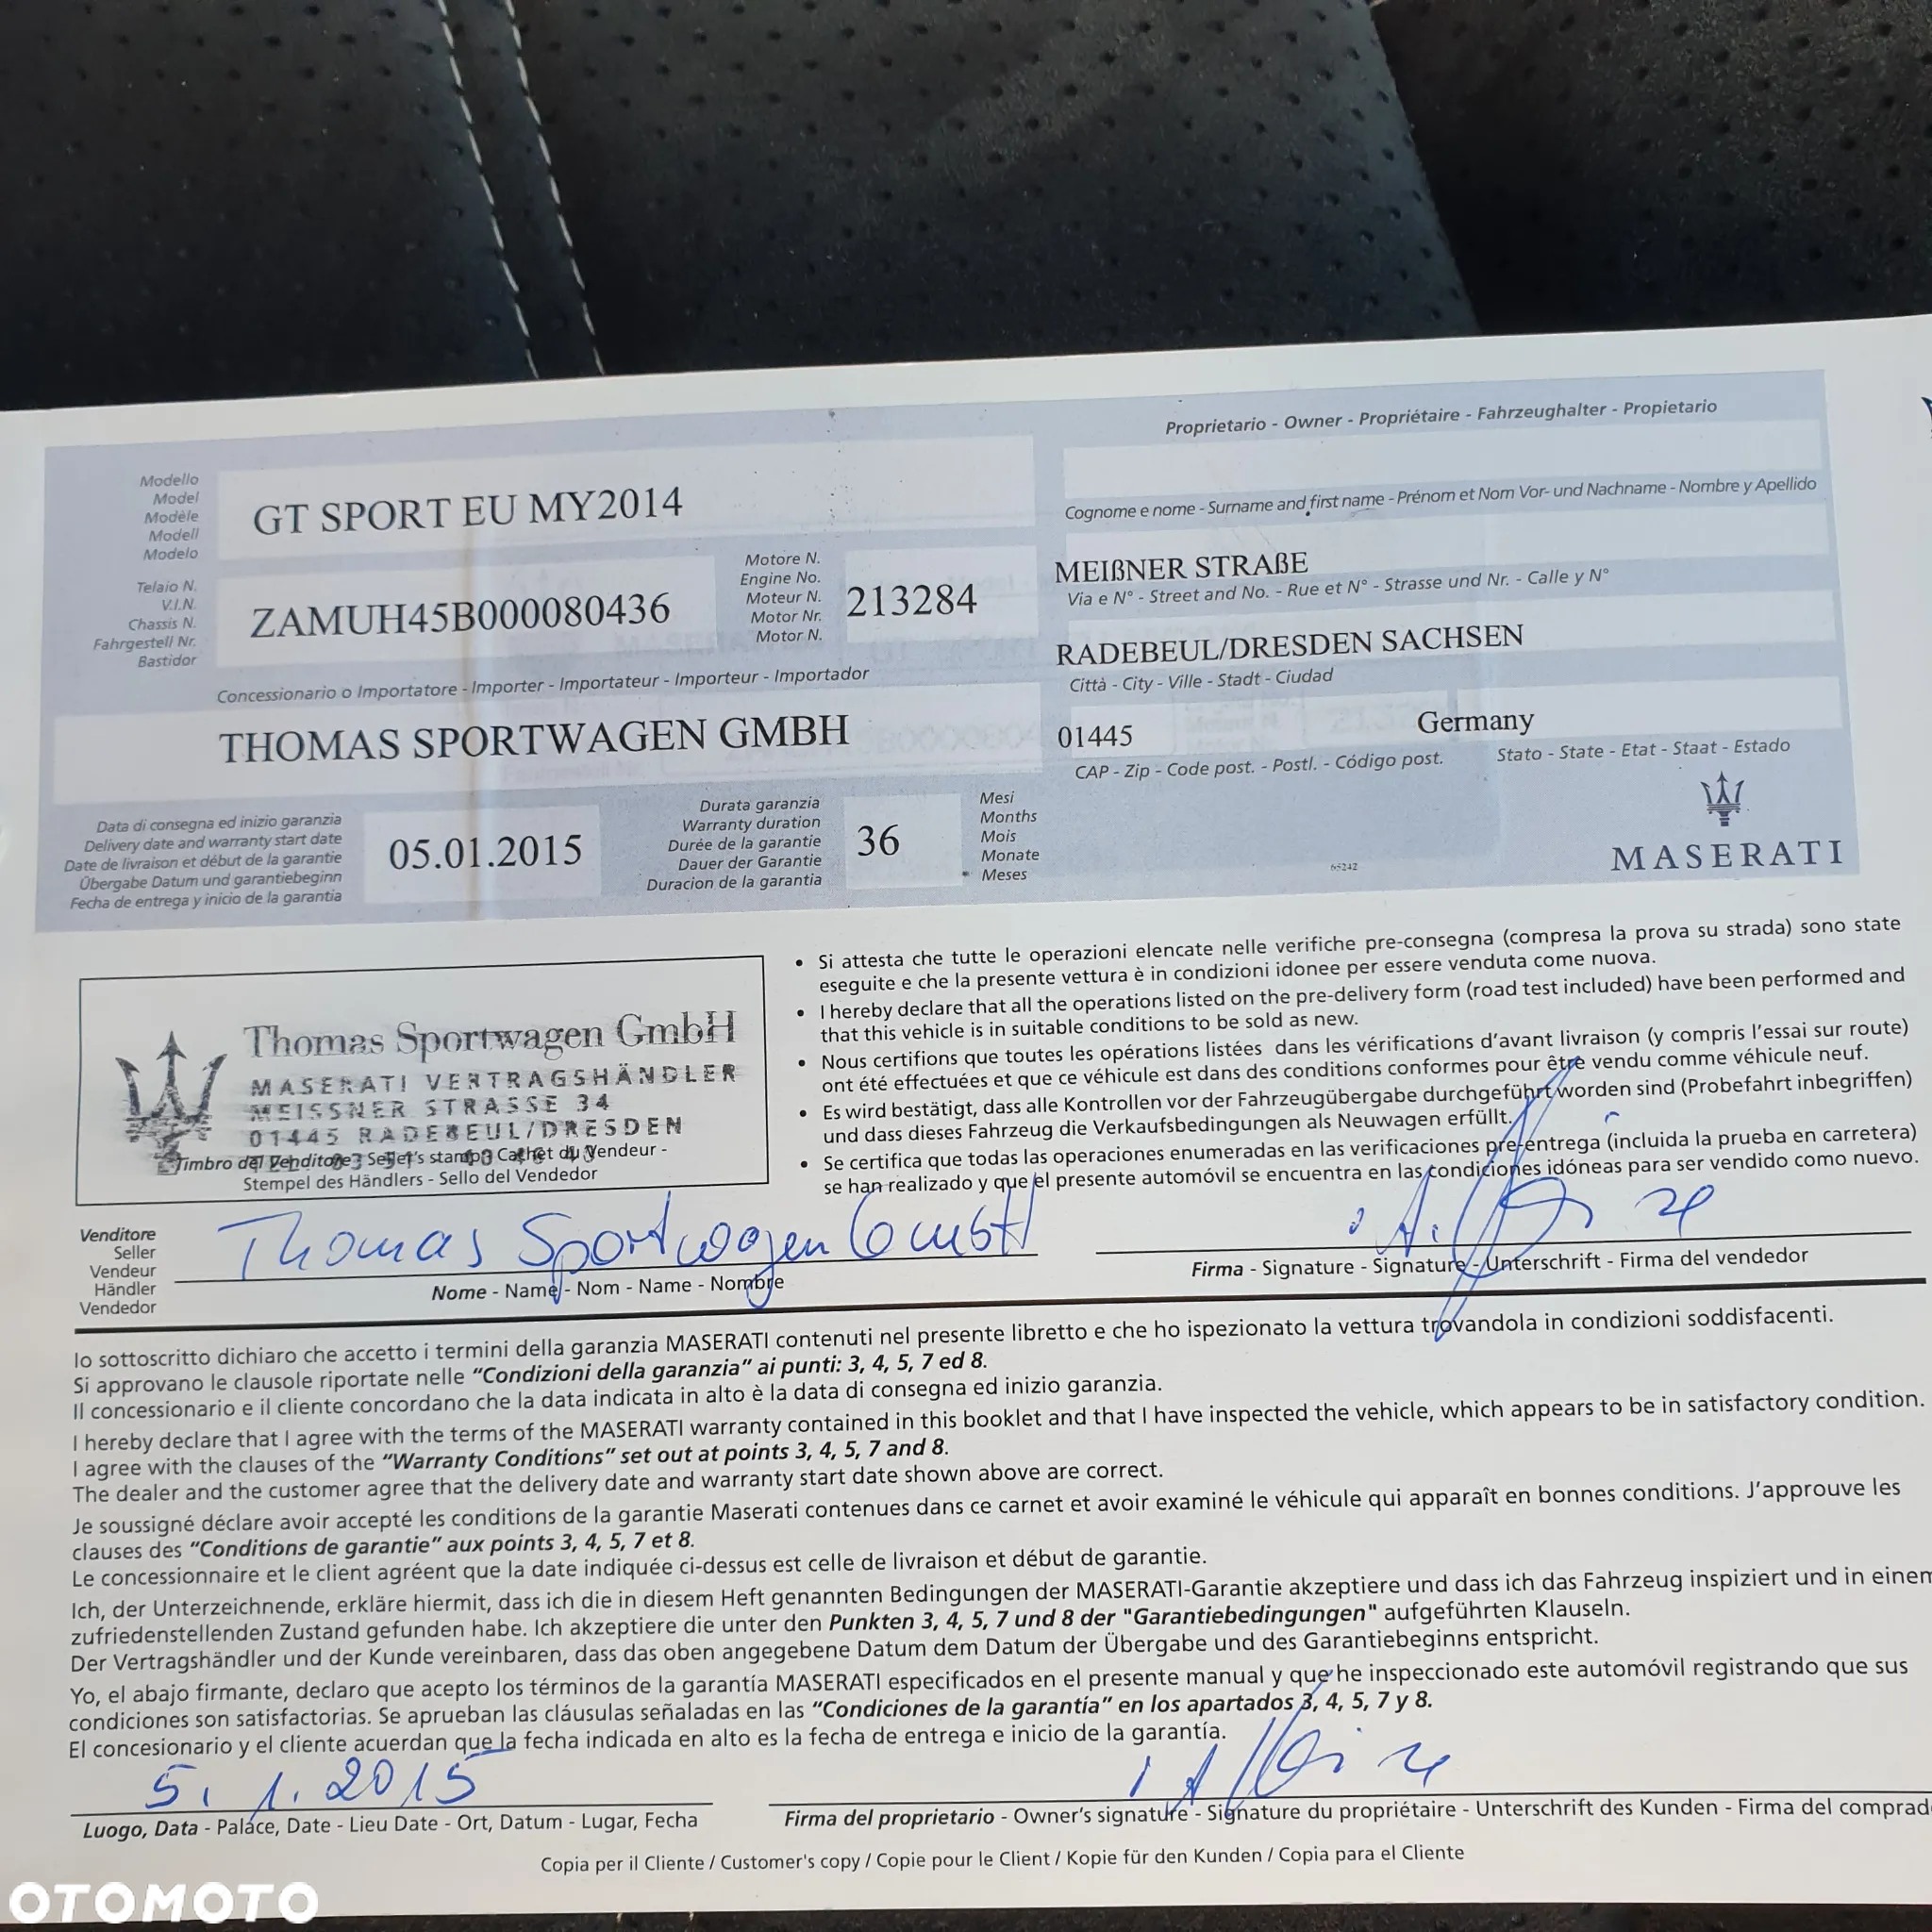 Proprietario - Owner - Propriétaire - Fahrzeughalter - Propietario
Modello
Model
Modèle
Modell
Modelo
GT SPORT EU MY2014
Cognome e nome - Surname and first name - Prénom et Nom Vor- und Nachname - Nombre y Apellido
Telaio N.
V.I.N.
Chassis N.
Fahrgestell Nr.
Bastidor
ZAMUH45B000080436
Motore N.
Engine No.
Moteur N.
Motor Nr.
Motor N.
213284
MEIßNER STRAßE
Via e N° - Street and No. - Rue et N° - Strasse und Nr. - Calle y N°
RADEBEUL/DRESDEN SACHSEN
Città - City - Ville - Stadt - Ciudad
Concessionario o Importatore - Importer - Importateur - Importeur - Importador
THOMAS SPORTWAGEN GMBH
01445 Germany
CAP - Zip - Code post. - Postl. - Código post. Stato - State - Etat - Staat - Estado
Data di consegna ed inizio garanzia
Delivery date and warranty start date
Date de livraison et début de la garantie
Übergabe Datum und garantiebeginn
Fecha de entrega y inicio de la garantia
05.01.2015
Durata garanzia
Warranty duration
Durée de la garantie
Dauer der Garantie
Duracion de la garantia
36
Mesi
Months
Mois
Monate
Meses
65242
MASERATI
Thomas Sportwagen GmbH
MASERATI VERTRAGSHÄNDLER
MEISSNER STRASSE 34
01445 RADEBEUL/DRESDEN
Timbro del Venditore - Seller's stamp - Cachet du Vendeur -
Stempel des Händlers - Sello del Vendedor
• Si attesta che tutte le operazioni elencate nelle verifiche pre-consegna (compresa la prova su strada) sono state
eseguite e che la presente vettura è in condizioni idonee per essere venduta come nuova.
• I hereby declare that all the operations listed on the pre-delivery form (road test included) have been performed and
that this vehicle is in suitable conditions to be sold as new.
• Nous certifions que toutes les opérations listées dans les vérifications d'avant livraison (y compris l'essai sur route)
ont été effectuées et que ce véhicule est dans des conditions conformes pour être vendu comme véhicule neuf.
• Es wird bestätigt, dass alle Kontrollen vor der Fahrzeugübergabe durchgeführt worden sind (Probefahrt inbegriffen)
und dass dieses Fahrzeug die Verkaufsbedingungen als Neuwagen erfüllt.
• Se certifica que todas las operaciones enumeradas en las verificaciones pre-entrega (incluida la prueba en carretera)
se han realizado y que el presente automóvil se encuentra en las condiciones idóneas para ser vendido como nuevo.
Venditore
Seller
Vendeur
Händler
Vendedor
Thomas Sportwagen GmbH
Nome - Name - Nom - Name - Nombre
Firma - Signature - Signature - Unterschrift - Firma del vendedor
Io sottoscritto dichiaro che accetto i termini della garanzia MASERATI contenuti nel presente libretto e che ho ispezionato la vettura trovandola in condizioni soddisfacenti.
Si approvano le clausole riportate nelle “Condizioni della garanzia” ai punti: 3, 4, 5, 7 ed 8.
Il concessionario e il cliente concordano che la data indicata in alto è la data di consegna ed inizio garanzia.
I hereby declare that I agree with the terms of the MASERATI warranty contained in this booklet and that I have inspected the vehicle, which appears to be in satisfactory condition.
I agree with the clauses of the “Warranty Conditions” set out at points 3, 4, 5, 7 and 8.
The dealer and the customer agree that the delivery date and warranty start date shown above are correct.
Je soussigné déclare avoir accepté les conditions de la garantie Maserati contenues dans ce carnet et avoir examiné le véhicule qui apparaît en bonnes conditions. J'approuve les
clauses des “Conditions de garantie” aux points 3, 4, 5, 7 et 8.
Le concessionnaire et le client agréent que la date indiquée ci-dessus est celle de livraison et début de garantie.
Ich, der Unterzeichnende, erkläre hiermit, dass ich die in diesem Heft genannten Bedingungen der MASERATI-Garantie akzeptiere und dass ich das Fahrzeug inspiziert und in einem
zufriedenstellenden Zustand gefunden habe. Ich akzeptiere die unter den Punkten 3, 4, 5, 7 und 8 der "Garantiebedingungen" aufgeführten Klauseln.
Der Vertragshändler und der Kunde vereinbaren, dass das oben angegebene Datum dem Datum der Übergabe und des Garantiebeginns entspricht.
Yo, el abajo firmante, declaro que acepto los términos de la garantía MASERATI especificados en el presente manual y que he inspeccionado este automóvil registrando que sus
condiciones son satisfactorias. Se aprueban las cláusulas señaladas en las “Condiciones de la garantía” en los apartados 3, 4, 5, 7 y 8.
El concesionario y el cliente acuerdan que la fecha indicada en alto es la fecha de entrega e inicio de la garantía.
5. 1. 2015
Luogo, Data - Palace, Date - Lieu Date - Ort, Datum - Lugar, Fecha
Firma del proprietario - Owner's signature - Signature du propriétaire - Unterschrift des Kunden - Firma del comprad
Copia per il Cliente / Customer's copy / Copie pour le Client / Kopie für den Kunden / Copia para el Cliente
OTOMOTO